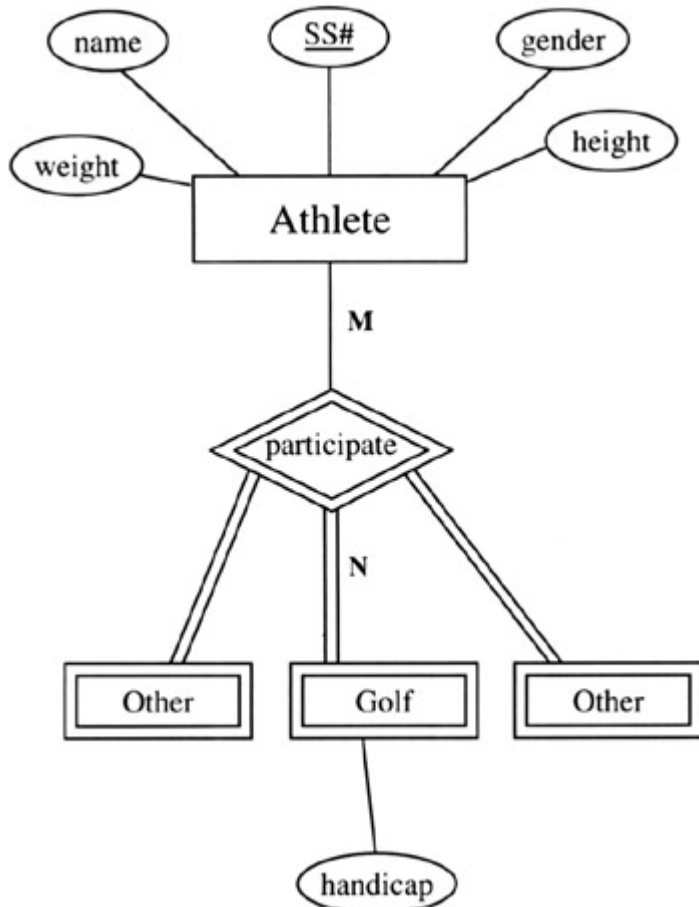 name
SS#
gender
weight
height
Athlete
M
participate
N
Other
Golf
Other
handicap